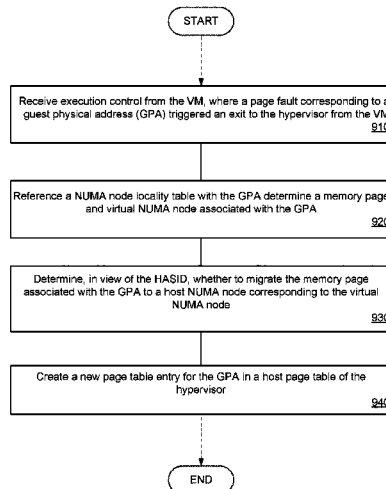 START
Receive execution control from the VM, where a page fault corresponding to a
guest physical address (GPA) triggered an exit to the hypervisor from the VM
910
Reference a NUMA node locality table with the GPA determine a memory page
and virtual NUMA node associated with the GPA
920
Determine, in view of the HASID, whether to migrate the memory page
associated with the GPA to a host NUMA node corresponding to the virtual
NUMA node
930
Create a new page table entry for the GPA in a host page table of the
hypervisor
940
END